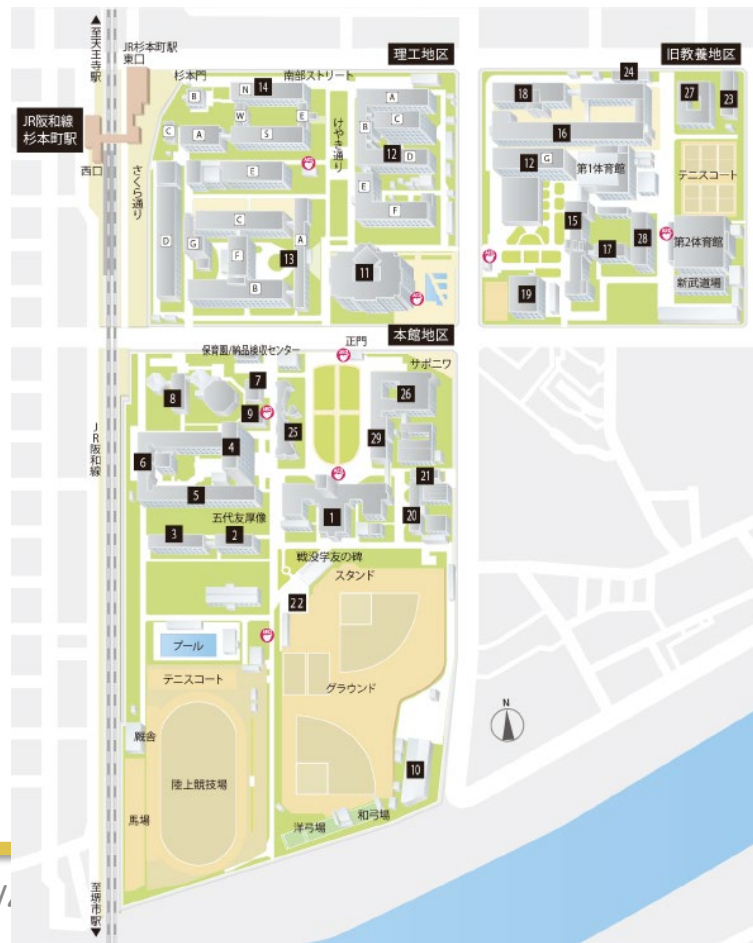 ▲至天王寺駅
JR杉本町駅
東口
理工地区
旧教養地区
杉本門
南部ストリート
N
14
B
W
E
C
A
S
A
B
C
12
D
けやき通り
E
E
F
JR阪和線
杉本町駅
西口
さくら通り
D
C
G
F
A
13
B
11
24
18
27
23
16
12
G
第1体育館
テニスコート
15
17
28
第2体育館
19
新武道場
本館地区
保育園/納品検収センター
正門
サポニワ
7
8
9
26
25
4
29
6
21
5
五代友厚像
1
20
3
2
戦没学友の碑
スタンド
22
JR阪和線
プール
テニスコート
グラウンド
N
厩舎
陸上競技場
10
馬場
洋弓場
和弓場
至堺市駅▼